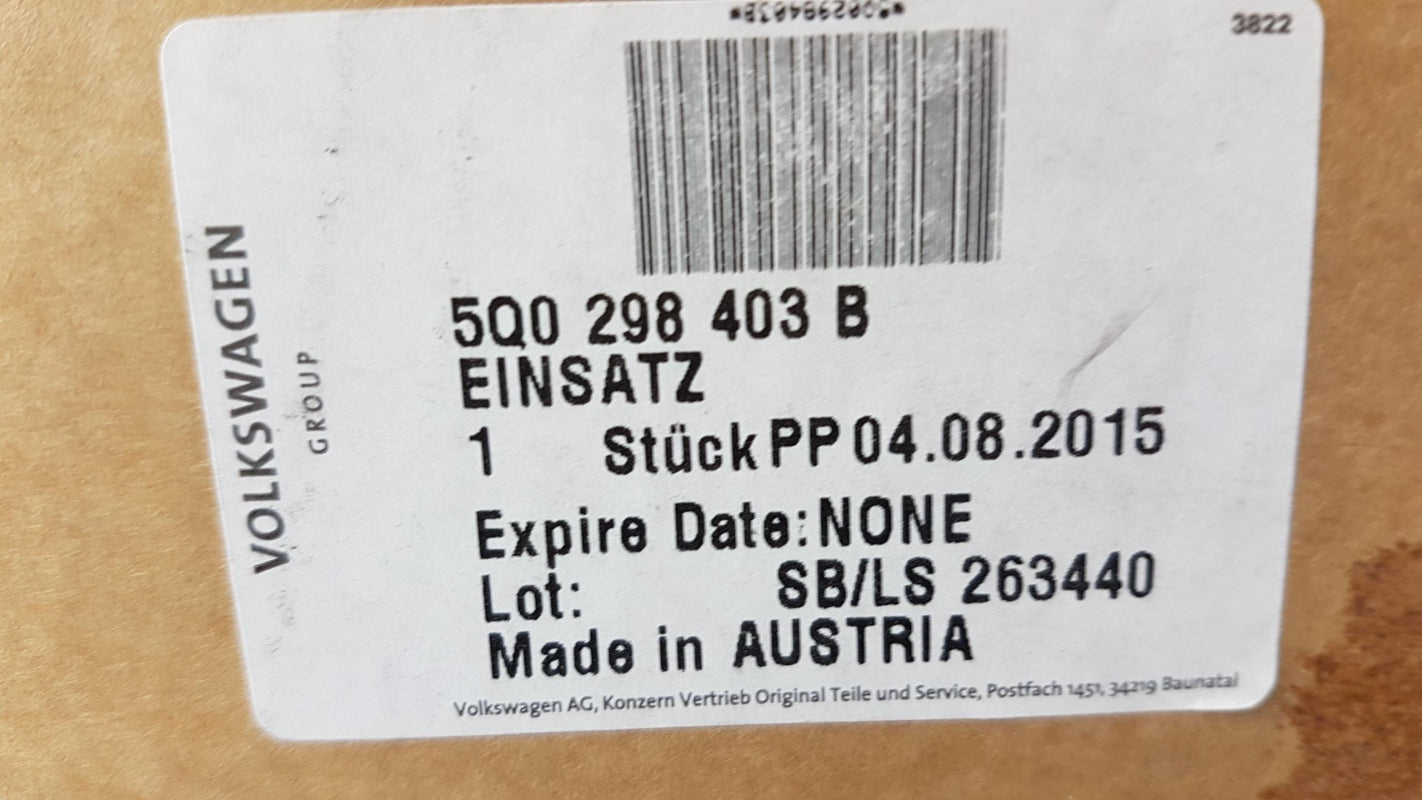 3822
5Q0 298 403 B
EINSATZ
1 Stück PP 04.08.2015
Expire Date: NONE
Lot: SB/LS 263440
Made in AUSTRIA
Volkswagen AG, Konzern Vertrieb Original Teile und Service, Postfach 1451, 34219 Baunatal
VOLKSWAGEN
GROUP